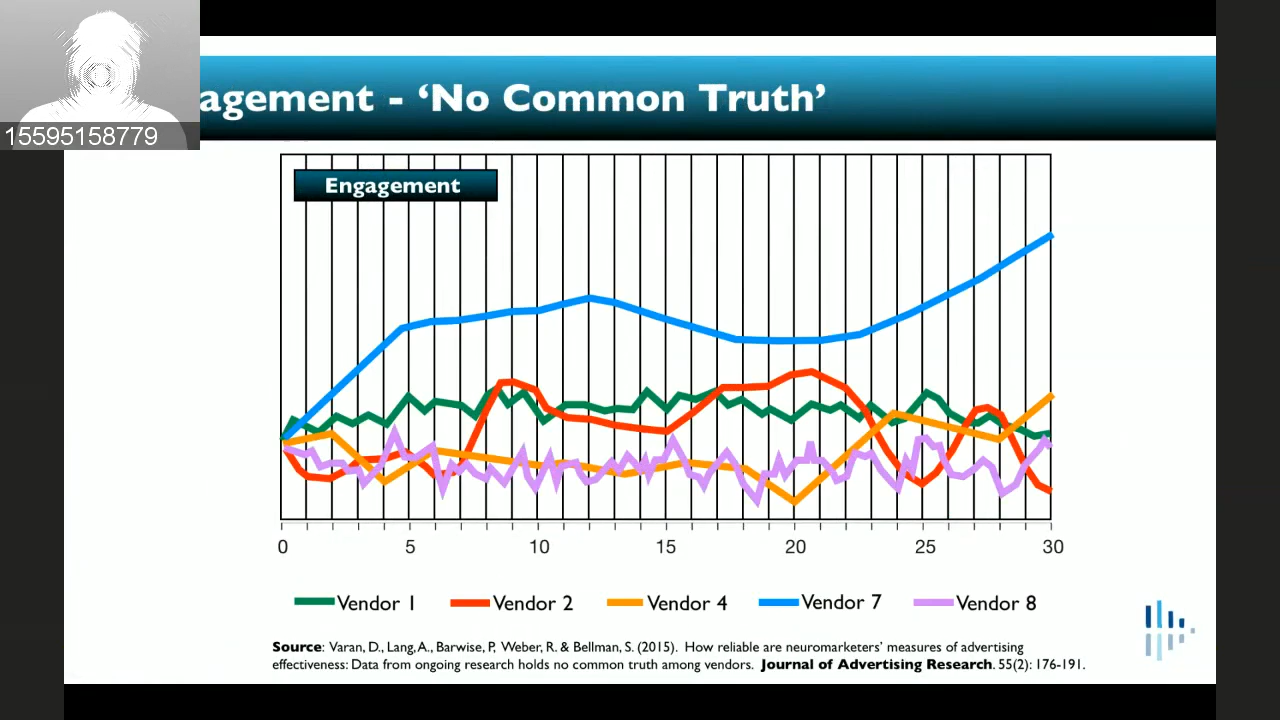 15595158779
agement - ‘No Common Truth’
Engagement
0 5 10 15 20 25 30
Vendor 1 Vendor 2 Vendor 4 Vendor 7 Vendor 8
Source: Varan, D., Lang, A., Barwise, P, Weber, R. & Bellman, S. (2015). How reliable are neuromarketers’ measures of advertising
effectiveness: Data from ongoing research holds no common truth among vendors. Journal of Advertising Research. 55(2): 176-191.